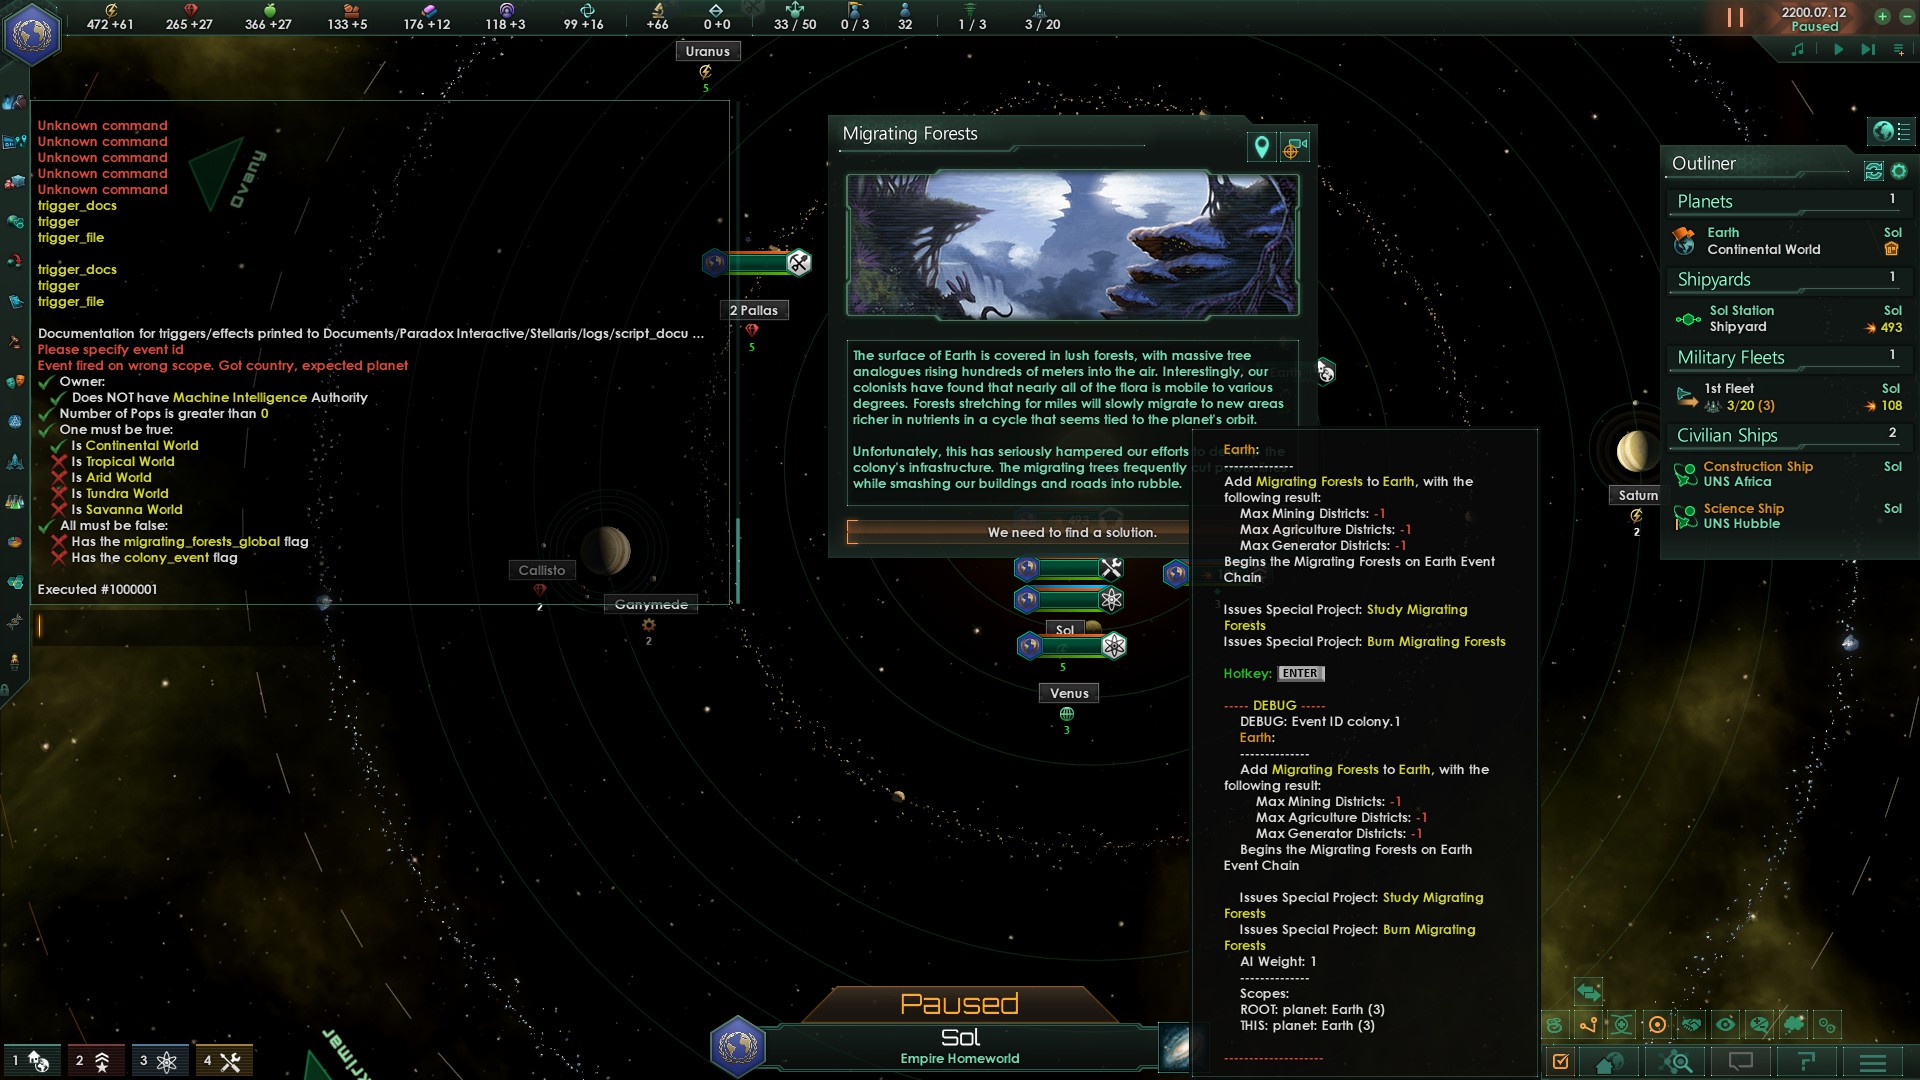 472 +61
265 +27
366 +27
133 +5
176 +12
118 +3
99 +16
+66
0 +0
33 / 50
0 / 3
32
1 / 3
3 / 20
2200.07.12
Paused
Uranus
5
Unknown command
Unknown command
Unknown command
Unknown command
Unknown command
trigger_docs
trigger
trigger_file
trigger_docs
trigger
trigger_file
Documentation for triggers/effects printed to Documents/Paradox Interactive/Stellaris/logs/script_docu ...
Please specify event id
Event fired on wrong scope. Got country, expected planet
Owner:
Does NOT have Machine Intelligence Authority
Number of Pops is greater than 0
One must be true:
Is Continental World
Is Tropical World
Is Arid World
Is Tundra World
Is Savanna World
All must be false:
Has the migrating_forests_global flag
Has the colony_event flag
Executed #1000001
Ovany
2 Pallas
5
Callisto
2
Ganymede
2
Migrating Forests
The surface of Earth is covered in lush forests, with massive tree
analogues rising hundreds of meters into the air. Interestingly, our
colonists have found that nearly all of the flora is mobile to various
degrees. Forests stretching for miles will slowly migrate to new areas
richer in nutrients in a cycle that seems tied to the planet's orbit.
Unfortunately, this has seriously hampered our efforts
colony's infrastructure. The migrating trees frequently
while smashing our buildings and roads into rubble.
We need to find a solution.
Sol
5
Venus
3
Earth:
--------------
Add Migrating Forests to Earth, with the
following result:
Max Mining Districts: -1
Max Agriculture Districts: -1
Max Generator Districts: -1
Begins the Migrating Forests on Earth Event
Chain
Issues Special Project: Study Migrating
Forests
Issues Special Project: Burn Migrating Forests
Hotkey: ENTER
----- DEBUG -----
DEBUG: Event ID colony.1
Earth:
--------------
Add Migrating Forests to Earth, with the
following result:
Max Mining Districts: -1
Max Agriculture Districts: -1
Max Generator Districts: -1
Begins the Migrating Forests on Earth
Event Chain
Issues Special Project: Study Migrating
Forests
Issues Special Project: Burn Migrating
Forests
AI Weight: 1
--------------
Scopes:
ROOT: planet: Earth (3)
THIS: planet: Earth (3)
--------------------
Saturn
2
Outliner
Planets 1
Earth Sol
Continental World
Shipyards 1
Sol Station Sol
Shipyard 493
Military Fleets 1
1st Fleet Sol
3/20 (3) 108
Civilian Ships 2
Construction Ship Sol
UNS Africa
Science Ship Sol
UNS Hubble
Paused
Sol
Empire Homeworld
1
2
3
4